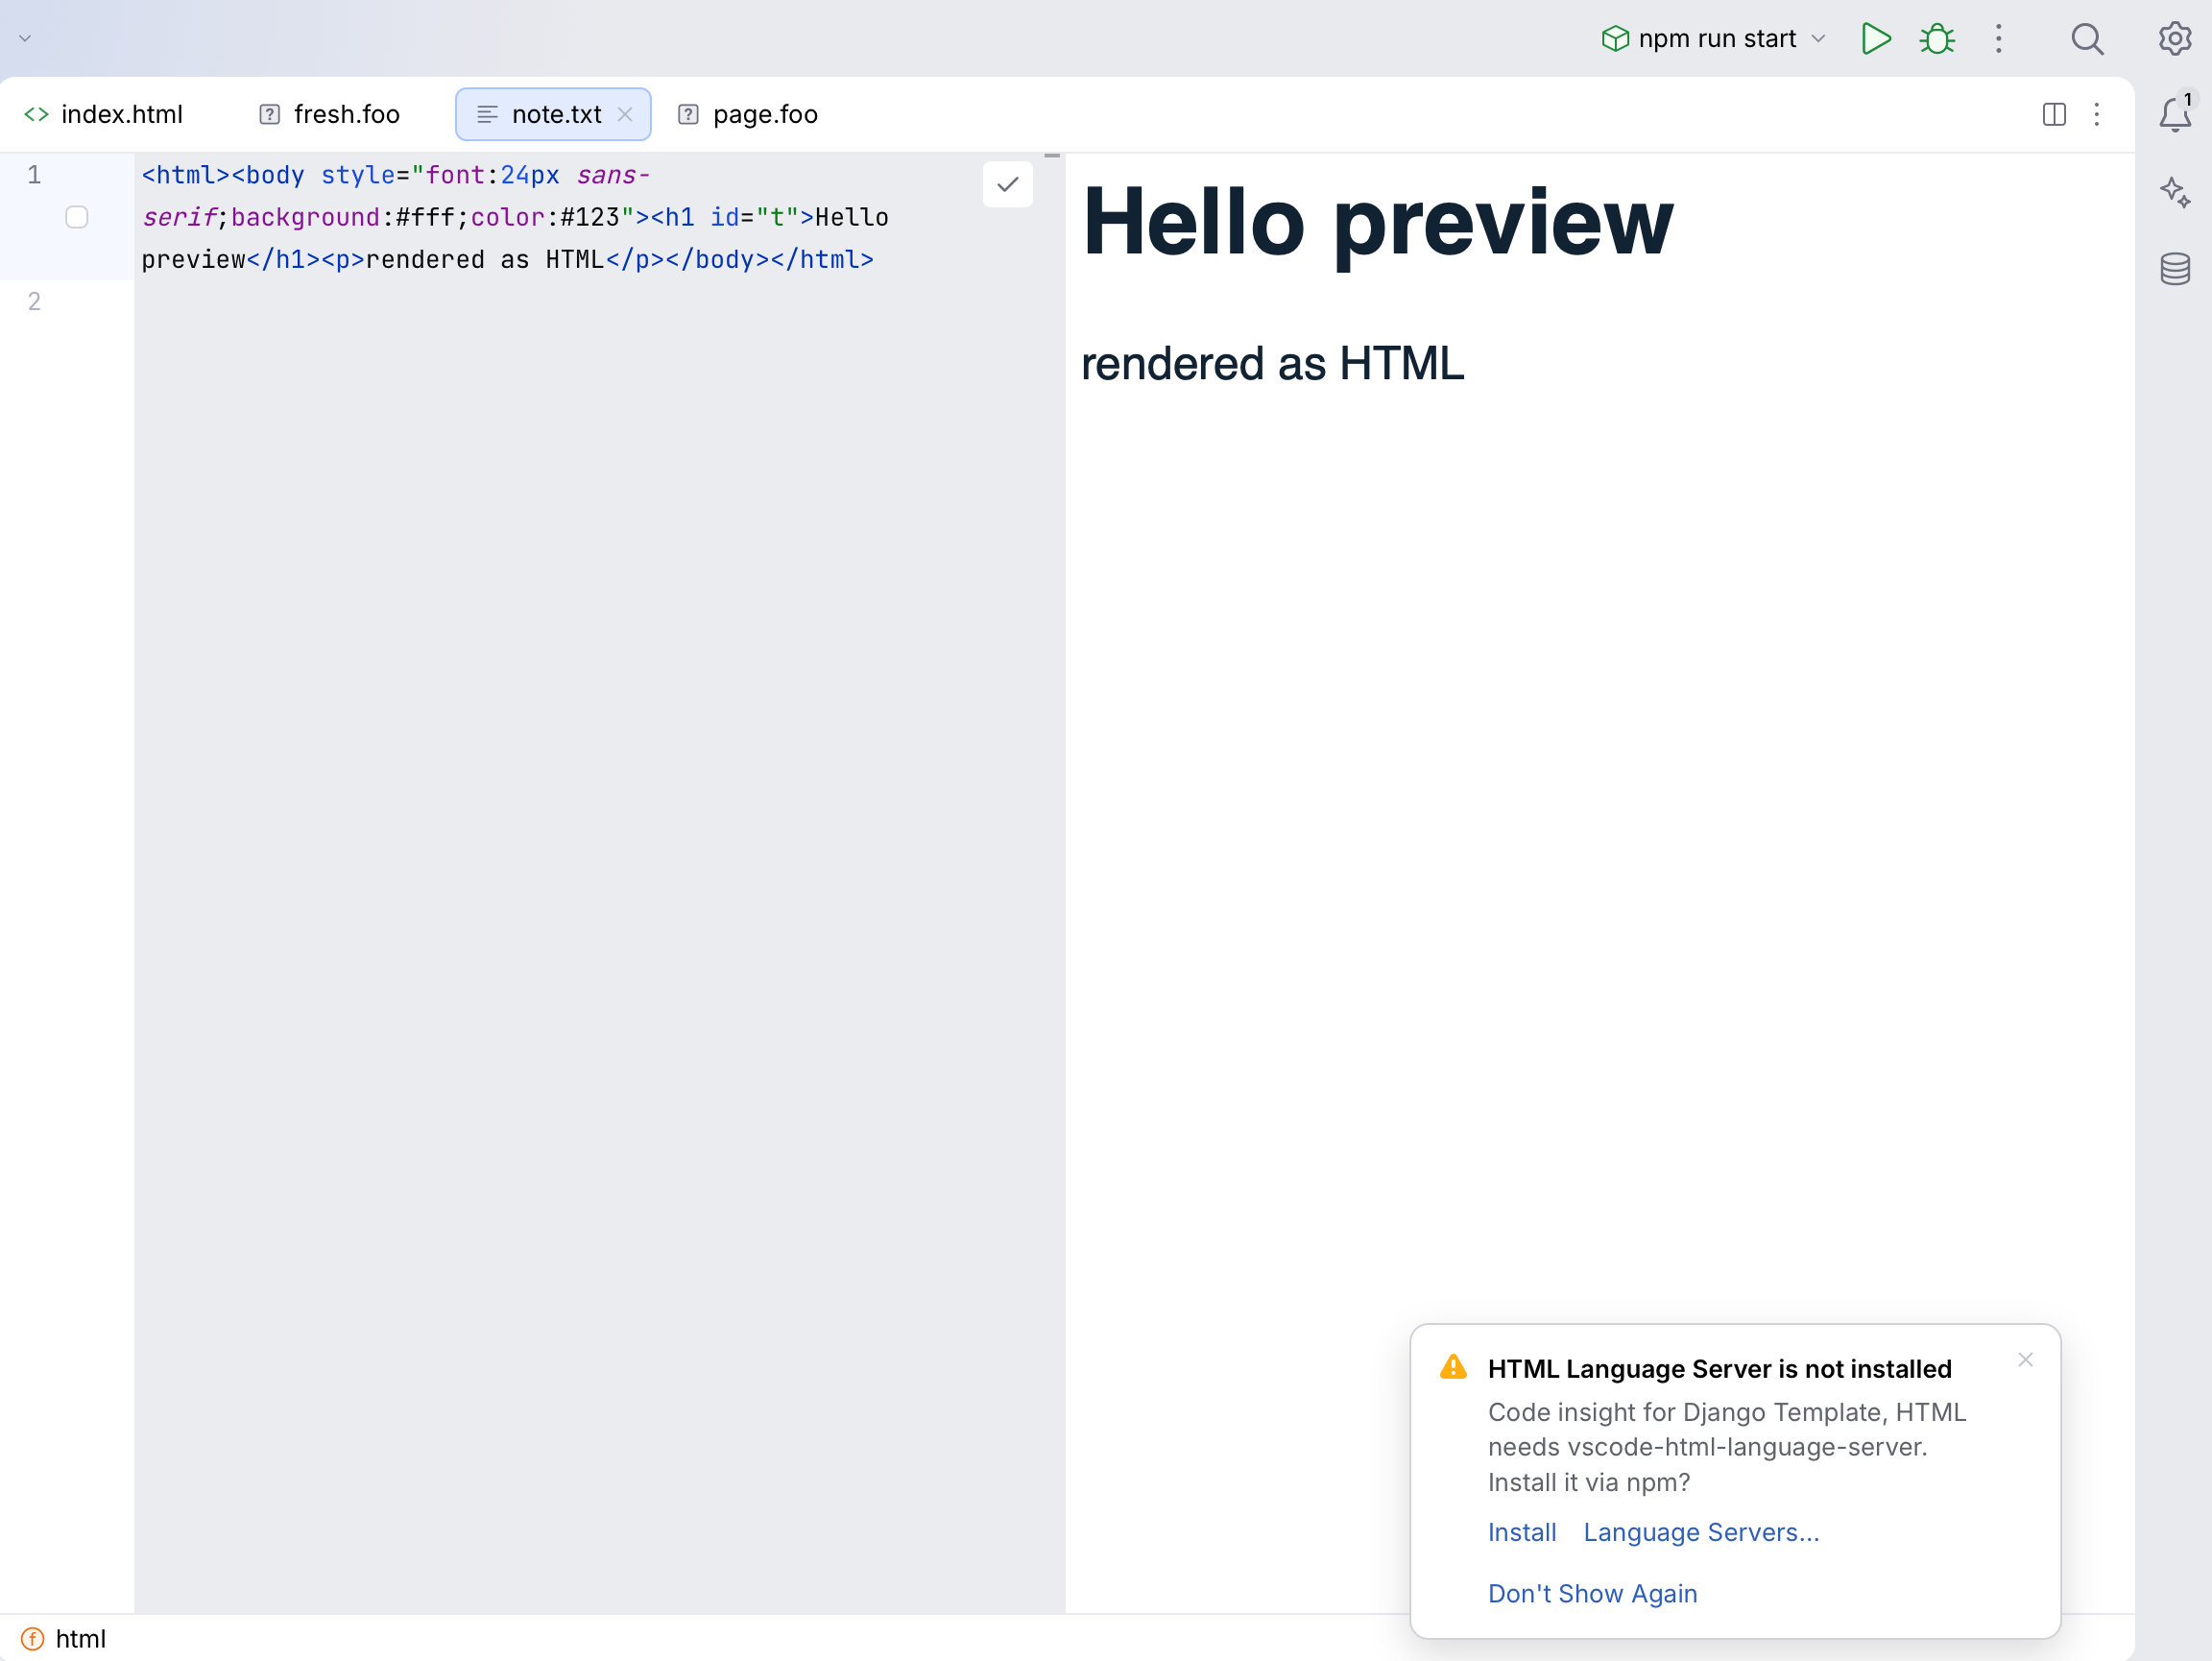 npm run start
index.html
fresh.foo
note.txt
page.foo
1
1 <html><body style="font:24px sans-
serif;background:#fff;color:#123"><h1 id="t">Hello
preview</h1><p>rendered as HTML</p></body></html>
2
Hello preview
rendered as HTML
HTML Language Server is not installed
Code insight for Django Template, HTML
needs vscode-html-language-server.
Install it via npm?
Install Language Servers...
Don't Show Again
html